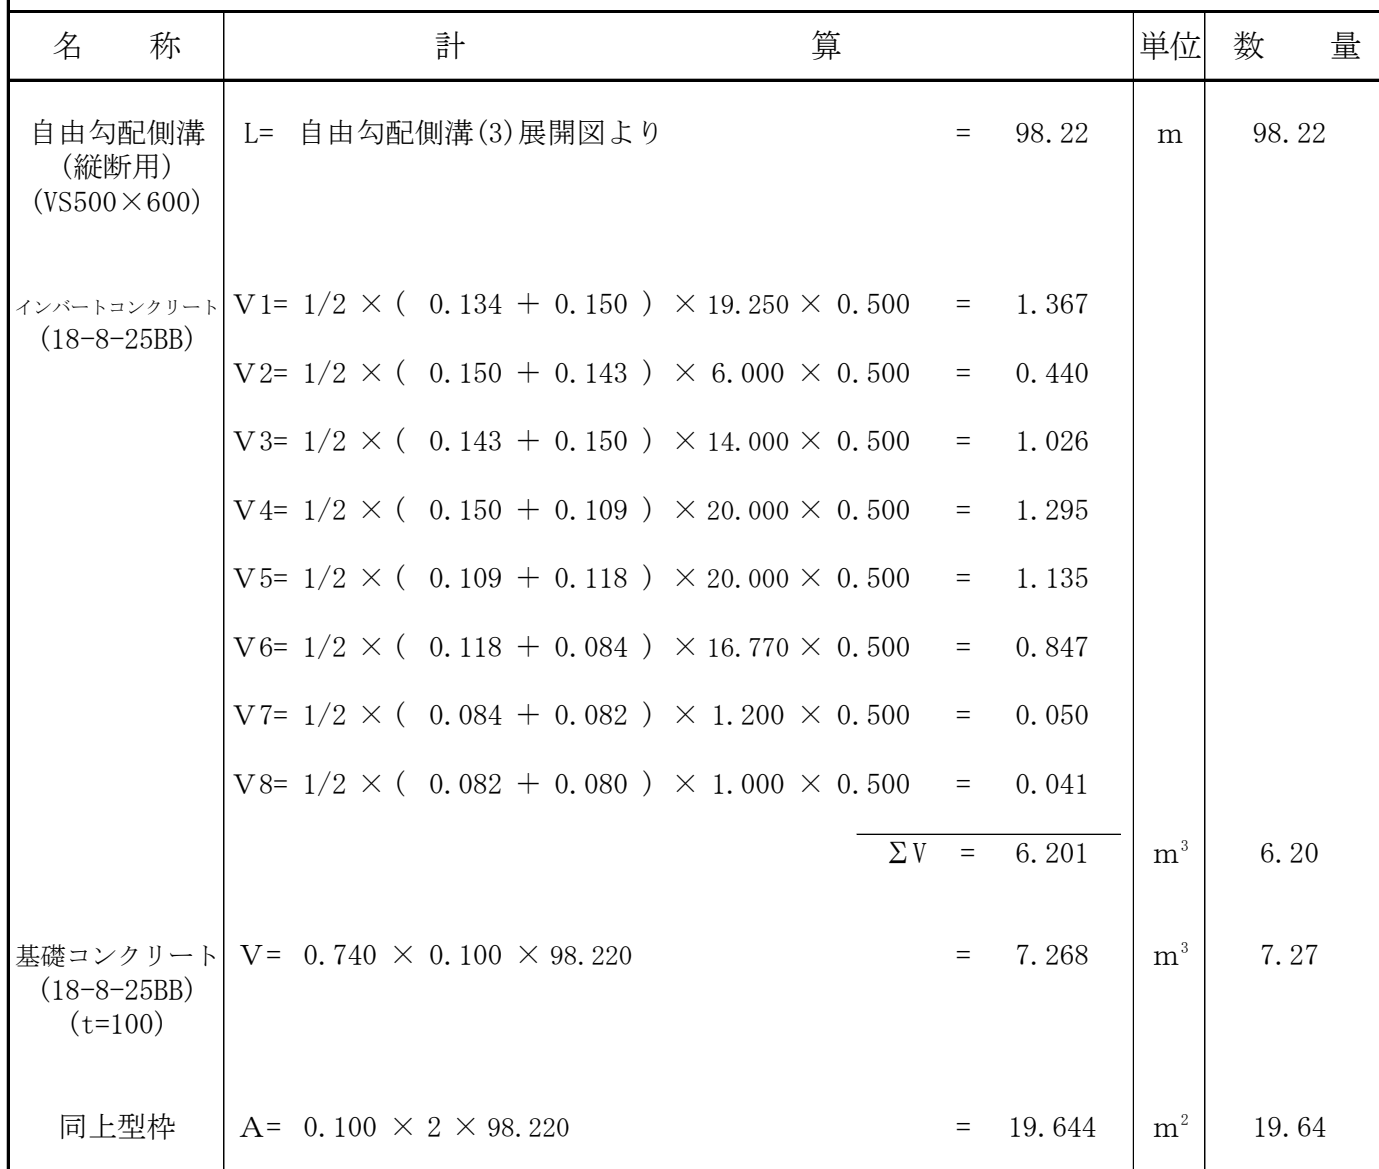 名　　称　計　　算　単位　数　　量
自由勾配側溝　L=　自由勾配側溝(3)展開図より　=　98.22　m　98.22
(縦断用)
(VS500×600)
インバートコンクリート　V1= 1/2 ×( 0.134 + 0.150 ) × 19.250 × 0.500 = 1.367
(18-8-25BB)
V2= 1/2 ×( 0.150 + 0.143 ) × 6.000 × 0.500 = 0.440
V3= 1/2 ×( 0.143 + 0.150 ) × 14.000 × 0.500 = 1.026
V4= 1/2 ×( 0.150 + 0.109 ) × 20.000 × 0.500 = 1.295
V5= 1/2 ×( 0.109 + 0.118 ) × 20.000 × 0.500 = 1.135
V6= 1/2 ×( 0.118 + 0.084 ) × 16.770 × 0.500 = 0.847
V7= 1/2 ×( 0.084 + 0.082 ) × 1.200 × 0.500 = 0.050
V8= 1/2 ×( 0.082 + 0.080 ) × 1.000 × 0.500 = 0.041
ΣV = 6.201　m³　6.20
基礎コンクリート　V= 0.740 × 0.100 × 98.220 = 7.268　m³　7.27
(18-8-25BB)
(t=100)
同上型枠　A= 0.100 × 2 × 98.220 = 19.644　m²　19.64